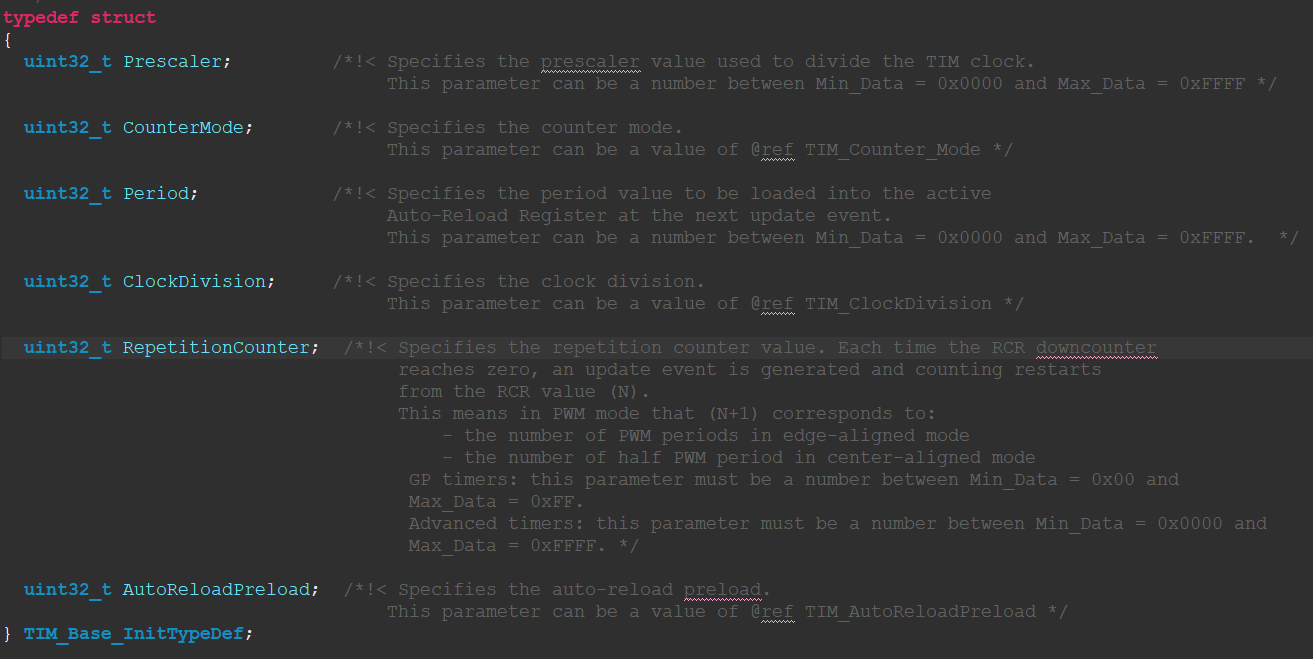 typedef struct
{
uint32_t Prescaler; /*!< Specifies the prescaler value used to divide the TIM clock.
This parameter can be a number between Min_Data = 0x0000 and Max_Data = 0xFFFF */
uint32_t CounterMode; /*!< Specifies the counter mode.
This parameter can be a value of @ref TIM_Counter_Mode */
uint32_t Period; /*!< Specifies the period value to be loaded into the active
Auto-Reload Register at the next update event.
This parameter can be a number between Min_Data = 0x0000 and Max_Data = 0xFFFF. */
uint32_t ClockDivision; /*!< Specifies the clock division.
This parameter can be a value of @ref TIM_ClockDivision */
uint32_t RepetitionCounter; /*!< Specifies the repetition counter value. Each time the RCR downcounter
reaches zero, an update event is generated and counting restarts
from the RCR value (N).
This means in PWM mode that (N+1) corresponds to:
- the number of PWM periods in edge-aligned mode
- the number of half PWM period in center-aligned mode
GP timers: this parameter must be a number between Min_Data = 0x00 and
Max_Data = 0xFF.
Advanced timers: this parameter must be a number between Min_Data = 0x0000 and
Max_Data = 0xFFFF. */
uint32_t AutoReloadPreload; /*!< Specifies the auto-reload preload.
This parameter can be a value of @ref TIM_AutoReloadPreload */
} TIM_Base_InitTypeDef;